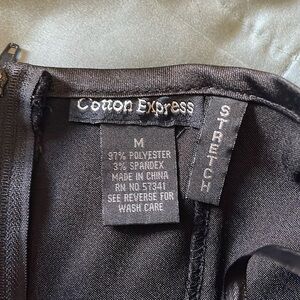 Cotton Express
STRETCH
M
97% POLYESTER
3% SPANDEX
MADE IN CHINA
RN NO 57341
SEE REVERSE FOR
WASH CARE